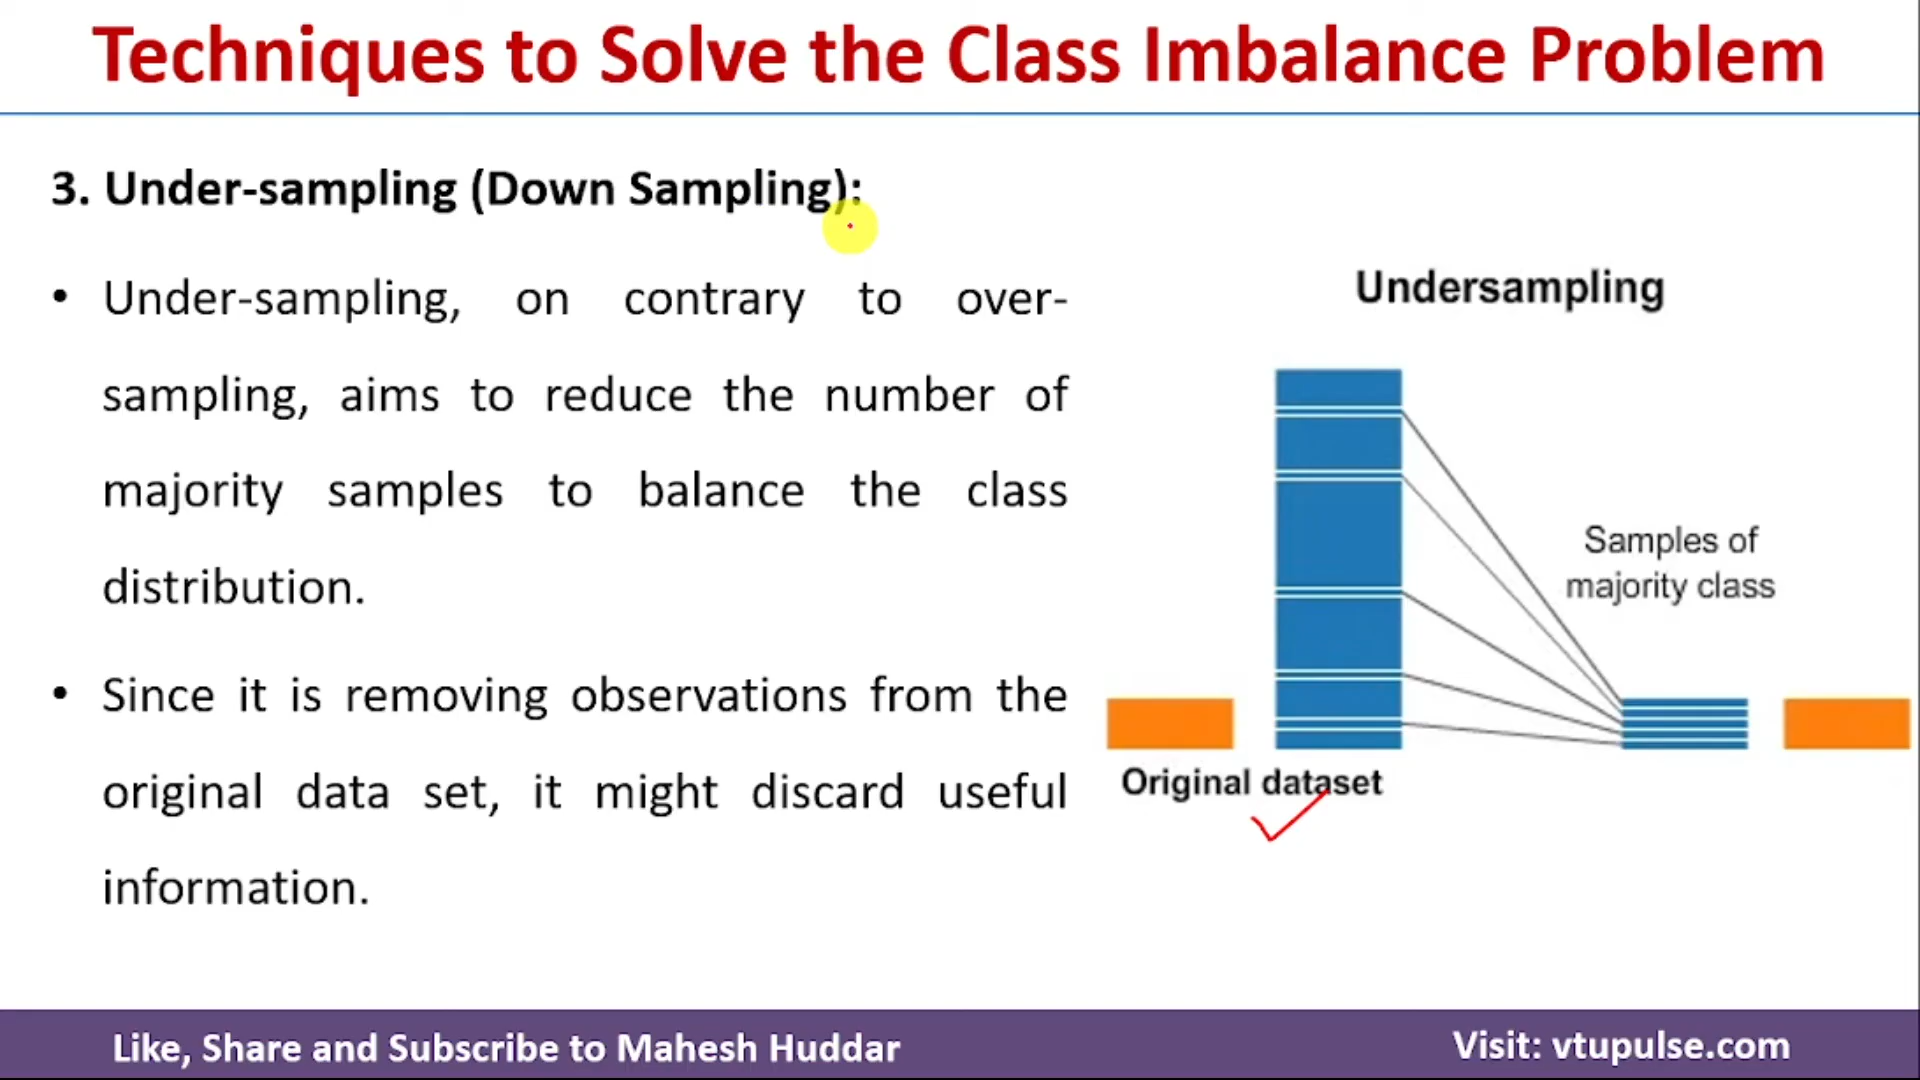 Techniques to Solve the Class Imbalance Problem
3. Under-sampling (Down Sampling):
• Under-sampling, on contrary to over-
sampling, aims to reduce the number of
majority samples to balance the class
distribution.
• Since it is removing observations from the
original data set, it might discard useful
information.
Undersampling
Samples of
majority class
Original dataset
Like, Share and Subscribe to Mahesh Huddar
Visit: vtupulse.com